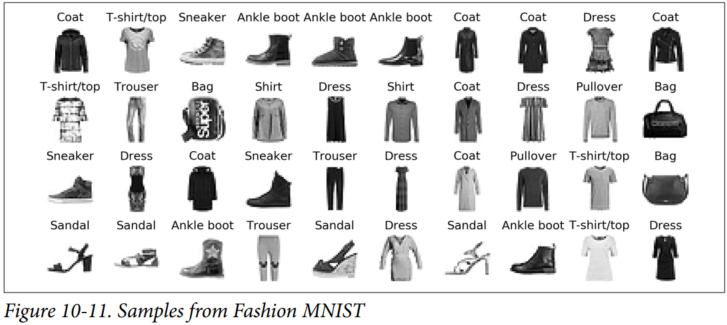 Coat T-shirt/top Sneaker Ankle boot Ankle boot Ankle boot Coat Coat Dress Coat
T-shirt/top Trouser Bag Shirt Dress Shirt Coat Dress Pullover Bag
Super
Sneaker Dress Coat Sneaker Trouser Dress Coat Pullover T-shirt/top Bag
Sandal Sandal Ankle boot Trouser Sandal Dress Sandal Ankle boot T-shirt/top Dress
Figure 10-11. Samples from Fashion MNIST